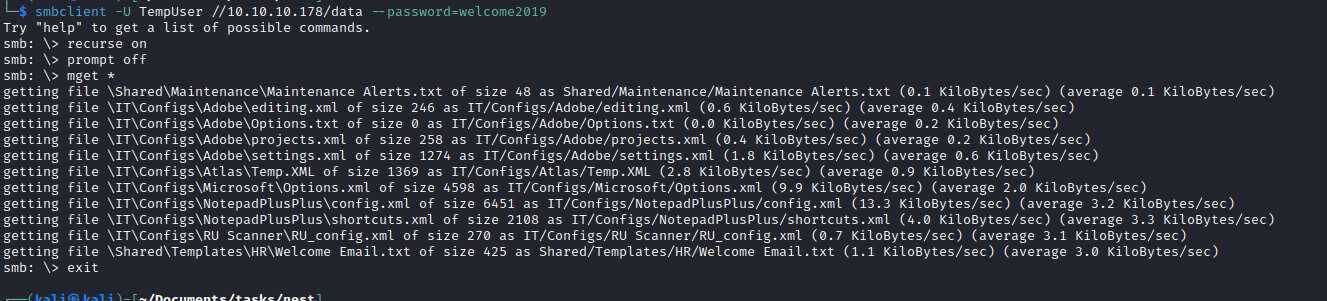 └─$ smbclient -U TempUser //10.10.10.178/data --password=welcome2019
Try "help" to get a list of possible commands.
smb: \> recurse on
smb: \> prompt off
smb: \> mget *
getting file \Shared\Maintenance\Maintenance Alerts.txt of size 48 as Shared/Maintenance/Maintenance Alerts.txt (0.1 KiloBytes/sec) (average 0.1 KiloBytes/sec)
getting file \IT\Configs\Adobe\editing.xml of size 246 as IT/Configs/Adobe/editing.xml (0.6 KiloBytes/sec) (average 0.4 KiloBytes/sec)
getting file \IT\Configs\Adobe\Options.txt of size 0 as IT/Configs/Adobe/Options.txt (0.0 KiloBytes/sec) (average 0.2 KiloBytes/sec)
getting file \IT\Configs\Adobe\projects.xml of size 258 as IT/Configs/Adobe/projects.xml (0.4 KiloBytes/sec) (average 0.2 KiloBytes/sec)
getting file \IT\Configs\Adobe\settings.xml of size 1274 as IT/Configs/Adobe/settings.xml (1.8 KiloBytes/sec) (average 0.6 KiloBytes/sec)
getting file \IT\Configs\Atlas\Temp.XML of size 1369 as IT/Configs/Atlas/Temp.XML (2.8 KiloBytes/sec) (average 0.9 KiloBytes/sec)
getting file \IT\Configs\Microsoft\Options.xml of size 4598 as IT/Configs/Microsoft/Options.xml (9.9 KiloBytes/sec) (average 2.0 KiloBytes/sec)
getting file \IT\Configs\NotepadPlusPlus\config.xml of size 6451 as IT/Configs/NotepadPlusPlus/config.xml (13.3 KiloBytes/sec) (average 3.2 KiloBytes/sec)
getting file \IT\Configs\NotepadPlusPlus\shortcuts.xml of size 2108 as IT/Configs/NotepadPlusPlus/shortcuts.xml (4.0 KiloBytes/sec) (average 3.3 KiloBytes/sec)
getting file \IT\Configs\RU Scanner\RU_config.xml of size 270 as IT/Configs/RU Scanner/RU_config.xml (0.7 KiloBytes/sec) (average 3.1 KiloBytes/sec)
getting file \Shared\Templates\HR\Welcome Email.txt of size 425 as Shared/Templates/HR/Welcome Email.txt (1.1 KiloBytes/sec) (average 3.0 KiloBytes/sec)
smb: \> exit
┌──(kali㉿kali)-[~/Documents/tasks/nest]